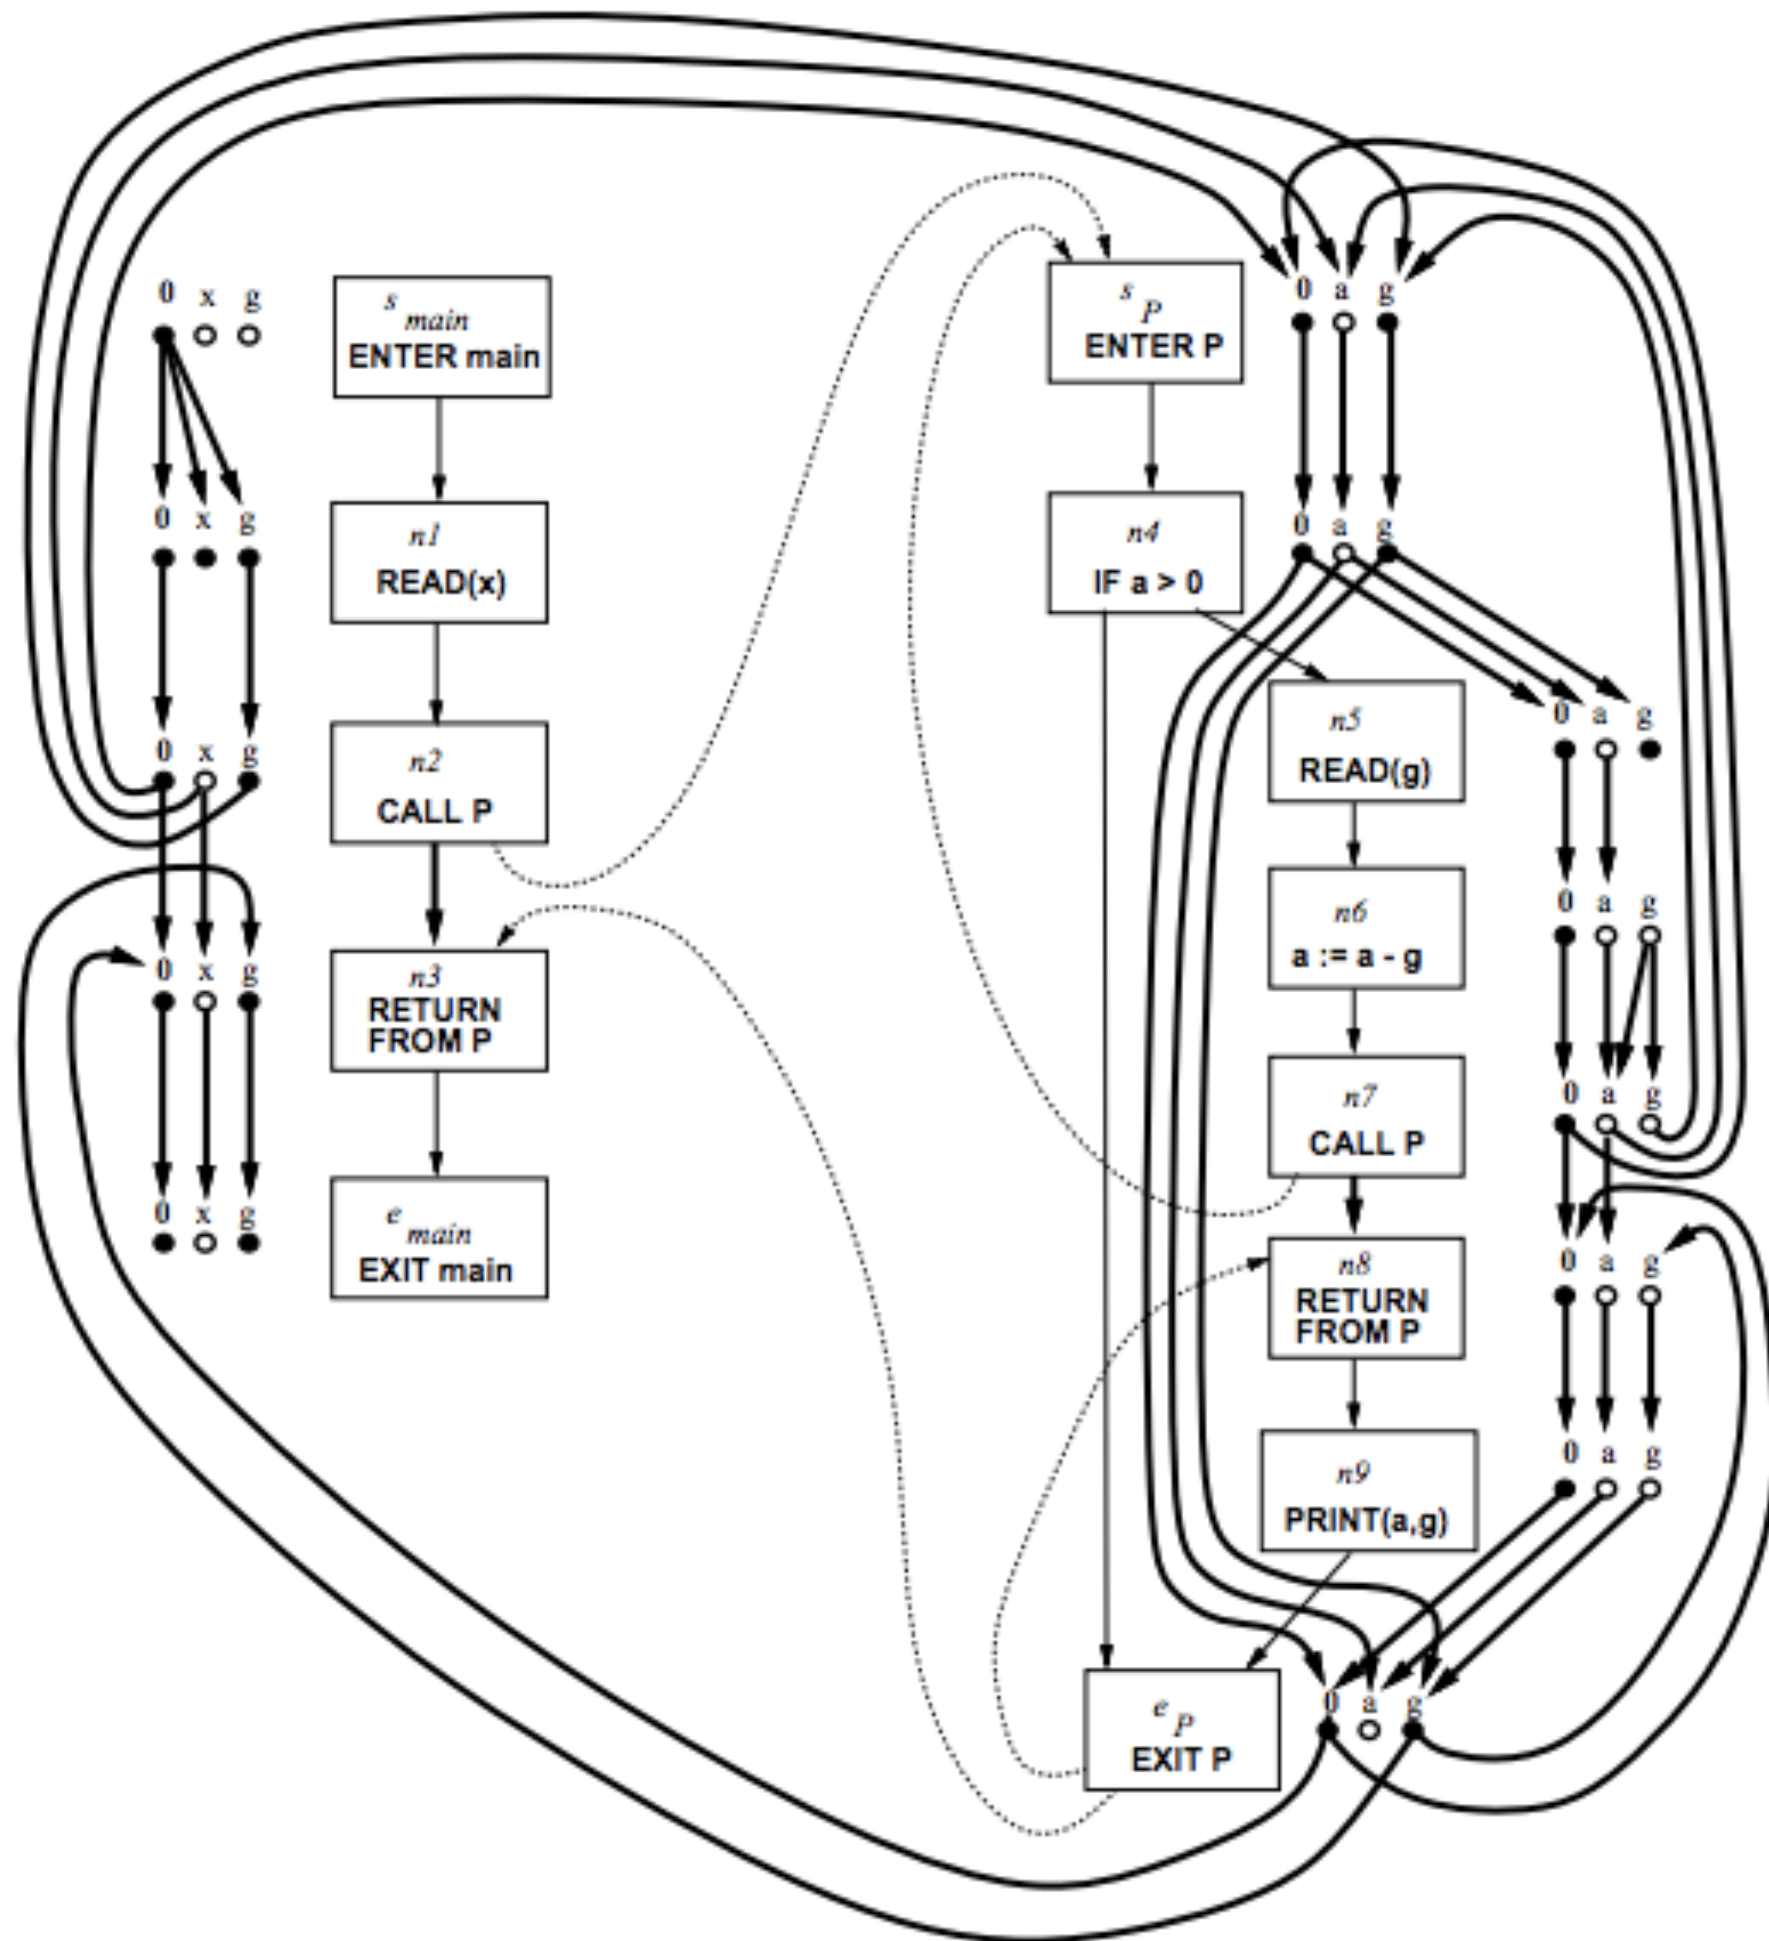 0 x g
s main
ENTER main
0 x g
n1
READ(x)
0 x g
n2
CALL P
0 x g
n3
RETURN
FROM P
0 x g
e main
EXIT main
s P
ENTER P
0 a g
n4
IF a > 0
0 a g
n5
READ(g)
0 a g
n6
a := a - g
0 a g
n7
CALL P
0 a g
n8
RETURN
FROM P
0 a g
n9
PRINT(a,g)
0 a g
e P
EXIT P
0 a g